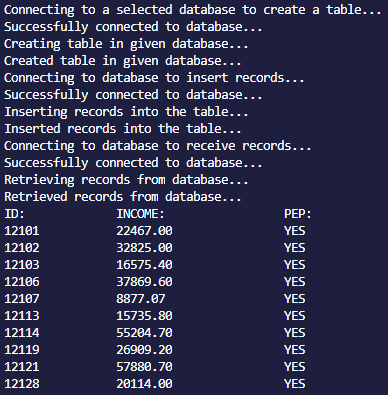 Connecting to a selected database to create a table...
Successfully connected to database...
Creating table in given database...
Created table in given database...
Connecting to database to insert records...
Successfully connected to database...
Inserting records into the table...
Inserted records into the table...
Connecting to database to receive records...
Successfully connected to database...
Retrieving records from database...
Retrieved records from database...
ID: INCOME: PEP:
12101 22467.00 YES
12102 32825.00 YES
12103 16575.40 YES
12106 37869.60 YES
12107 8877.07 YES
12113 15735.80 YES
12114 55204.70 YES
12119 26909.20 YES
12121 57880.70 YES
12128 20114.00 YES